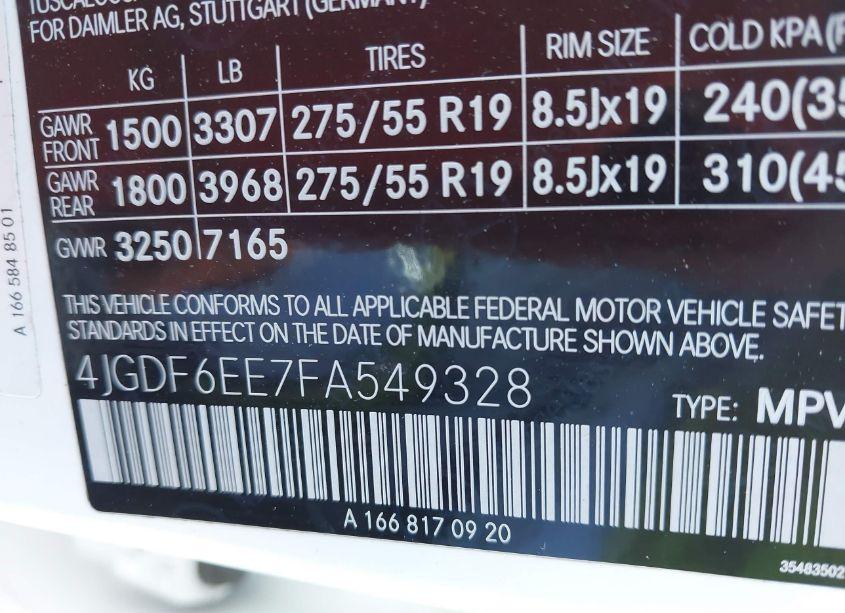 FOR DAIMLER AG, STUTTGART (GERMANY)
KG LB TIRES RIM SIZE COLD KPA(P
GAWR FRONT 1500 3307 275/55 R19 8.5Jx19 240(35
GAWR REAR 1800 3968 275/55 R19 8.5Jx19 310(45
GVWR 3250 7165
THIS VEHICLE CONFORMS TO ALL APPLICABLE FEDERAL MOTOR VEHICLE SAFET
STANDARDS IN EFFECT ON THE DATE OF MANUFACTURE SHOWN ABOVE.
4JGDF6EE7FA549328
TYPE: MPV
A 166 817 09 20
35483502
A 166 584 85 01